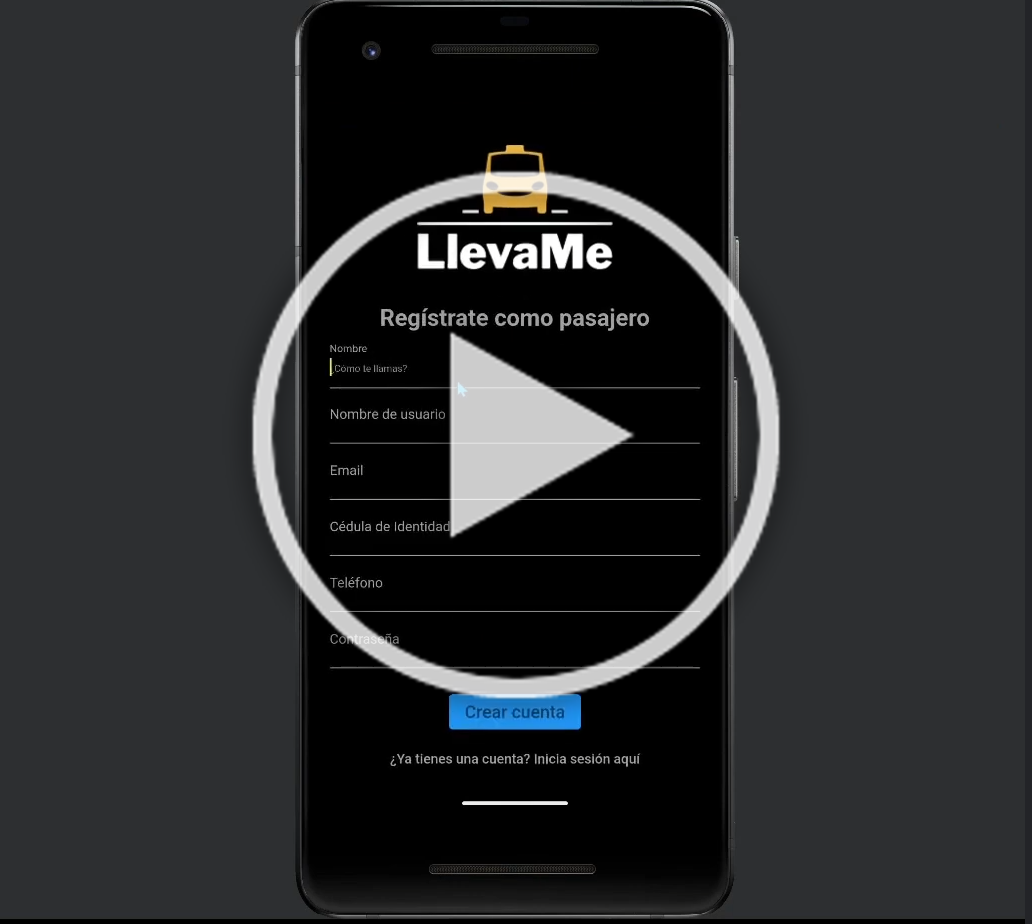 LlevaMe
Regístrate como pasajero
Nombre
¿Cómo te llamas?
Nombre de usuario
Email
Cédula de Identidad
Teléfono
Contraseña
Crear cuenta
¿Ya tienes una cuenta? Inicia sesión aquí